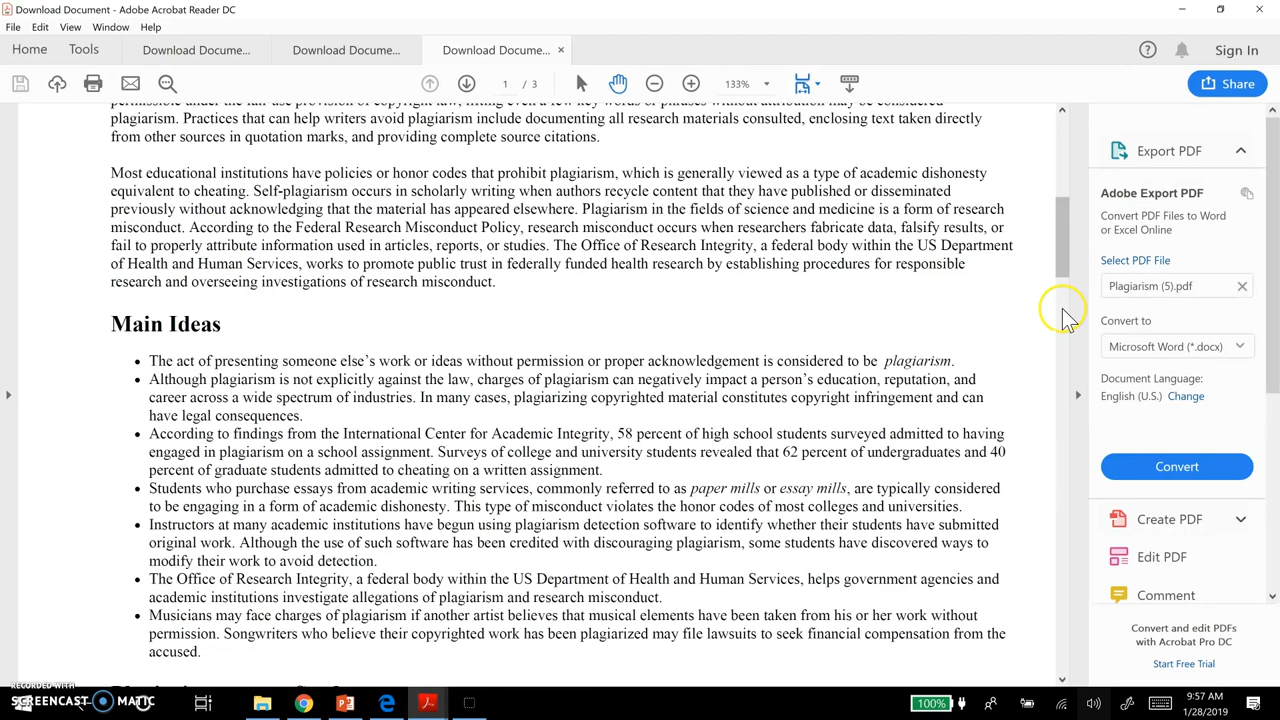 Download Document - Adobe Acrobat Reader DC
File Edit View Window Help
Home Tools Download Docume... Download Docume... Download Docume... × Sign In
1 / 3 133% Share
plagiarism. Practices that can help writers avoid plagiarism include documenting all research materials consulted, enclosing text taken directly
from other sources in quotation marks, and providing complete source citations.
Most educational institutions have policies or honor codes that prohibit plagiarism, which is generally viewed as a type of academic dishonesty
equivalent to cheating. Self-plagiarism occurs in scholarly writing when authors recycle content that they have published or disseminated
previously without acknowledging that the material has appeared elsewhere. Plagiarism in the fields of science and medicine is a form of research
misconduct. According to the Federal Research Misconduct Policy, research misconduct occurs when researchers fabricate data, falsify results, or
fail to properly attribute information used in articles, reports, or studies. The Office of Research Integrity, a federal body within the US Department
of Health and Human Services, works to promote public trust in federally funded health research by establishing procedures for responsible
research and overseeing investigations of research misconduct.
Main Ideas
• The act of presenting someone else's work or ideas without permission or proper acknowledgement is considered to be plagiarism.
• Although plagiarism is not explicitly against the law, charges of plagiarism can negatively impact a person's education, reputation, and
career across a wide spectrum of industries. In many cases, plagiarizing copyrighted material constitutes copyright infringement and can
have legal consequences.
• According to findings from the International Center for Academic Integrity, 58 percent of high school students surveyed admitted to having
engaged in plagiarism on a school assignment. Surveys of college and university students revealed that 62 percent of undergraduates and 40
percent of graduate students admitted to cheating on a written assignment.
• Students who purchase essays from academic writing services, commonly referred to as paper mills or essay mills, are typically considered
to be engaging in a form of academic dishonesty. This type of misconduct violates the honor codes of most colleges and universities.
• Instructors at many academic institutions have begun using plagiarism detection software to identify whether their students have submitted
original work. Although the use of such software has been credited with discouraging plagiarism, some students have discovered ways to
modify their work to avoid detection.
• The Office of Research Integrity, a federal body within the US Department of Health and Human Services, helps government agencies and
academic institutions investigate allegations of plagiarism and research misconduct.
• Musicians may face charges of plagiarism if another artist believes that musical elements have been taken from his or her work without
permission. Songwriters who believe their copyrighted work has been plagiarized may file lawsuits to seek financial compensation from the
accused.
Export PDF
Adobe Export PDF
Convert PDF Files to Word
or Excel Online
Select PDF File
Plagiarism (5).pdf
Convert to
Microsoft Word (*.docx)
Document Language:
English (U.S.) Change
Convert
Create PDF
Edit PDF
Comment
Convert and edit PDFs
with Acrobat Pro DC
Start Free Trial
RECORDED WITH
SCREENCAST MATIC
100%
9:57 AM
1/28/2019